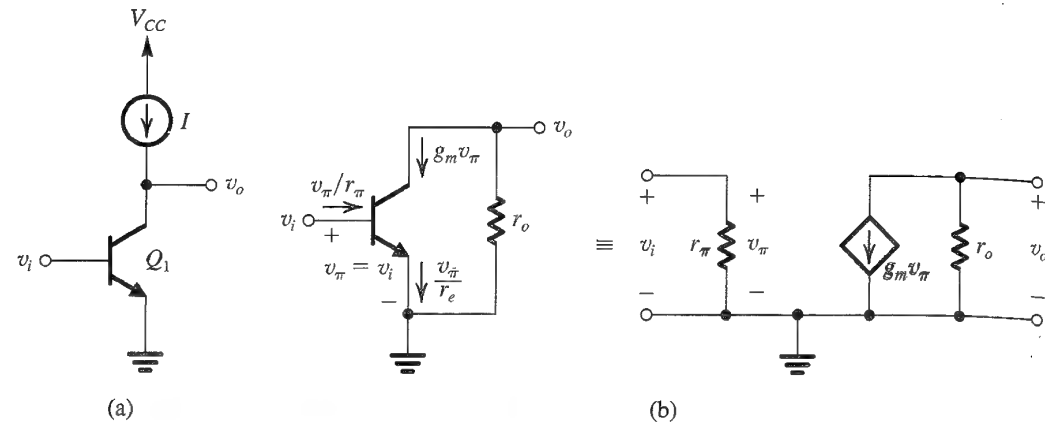 V_CC
I
v_o
v_i
Q_1
(a)
v_o
g_m v_π
v_π/r_π
v_i
+
r_o
v_π = v_i
v_π/r_e
−
≡
+
v_i
−
r_π
+
v_π
−
g_m v_π
r_o
+
v_o
−
(b)